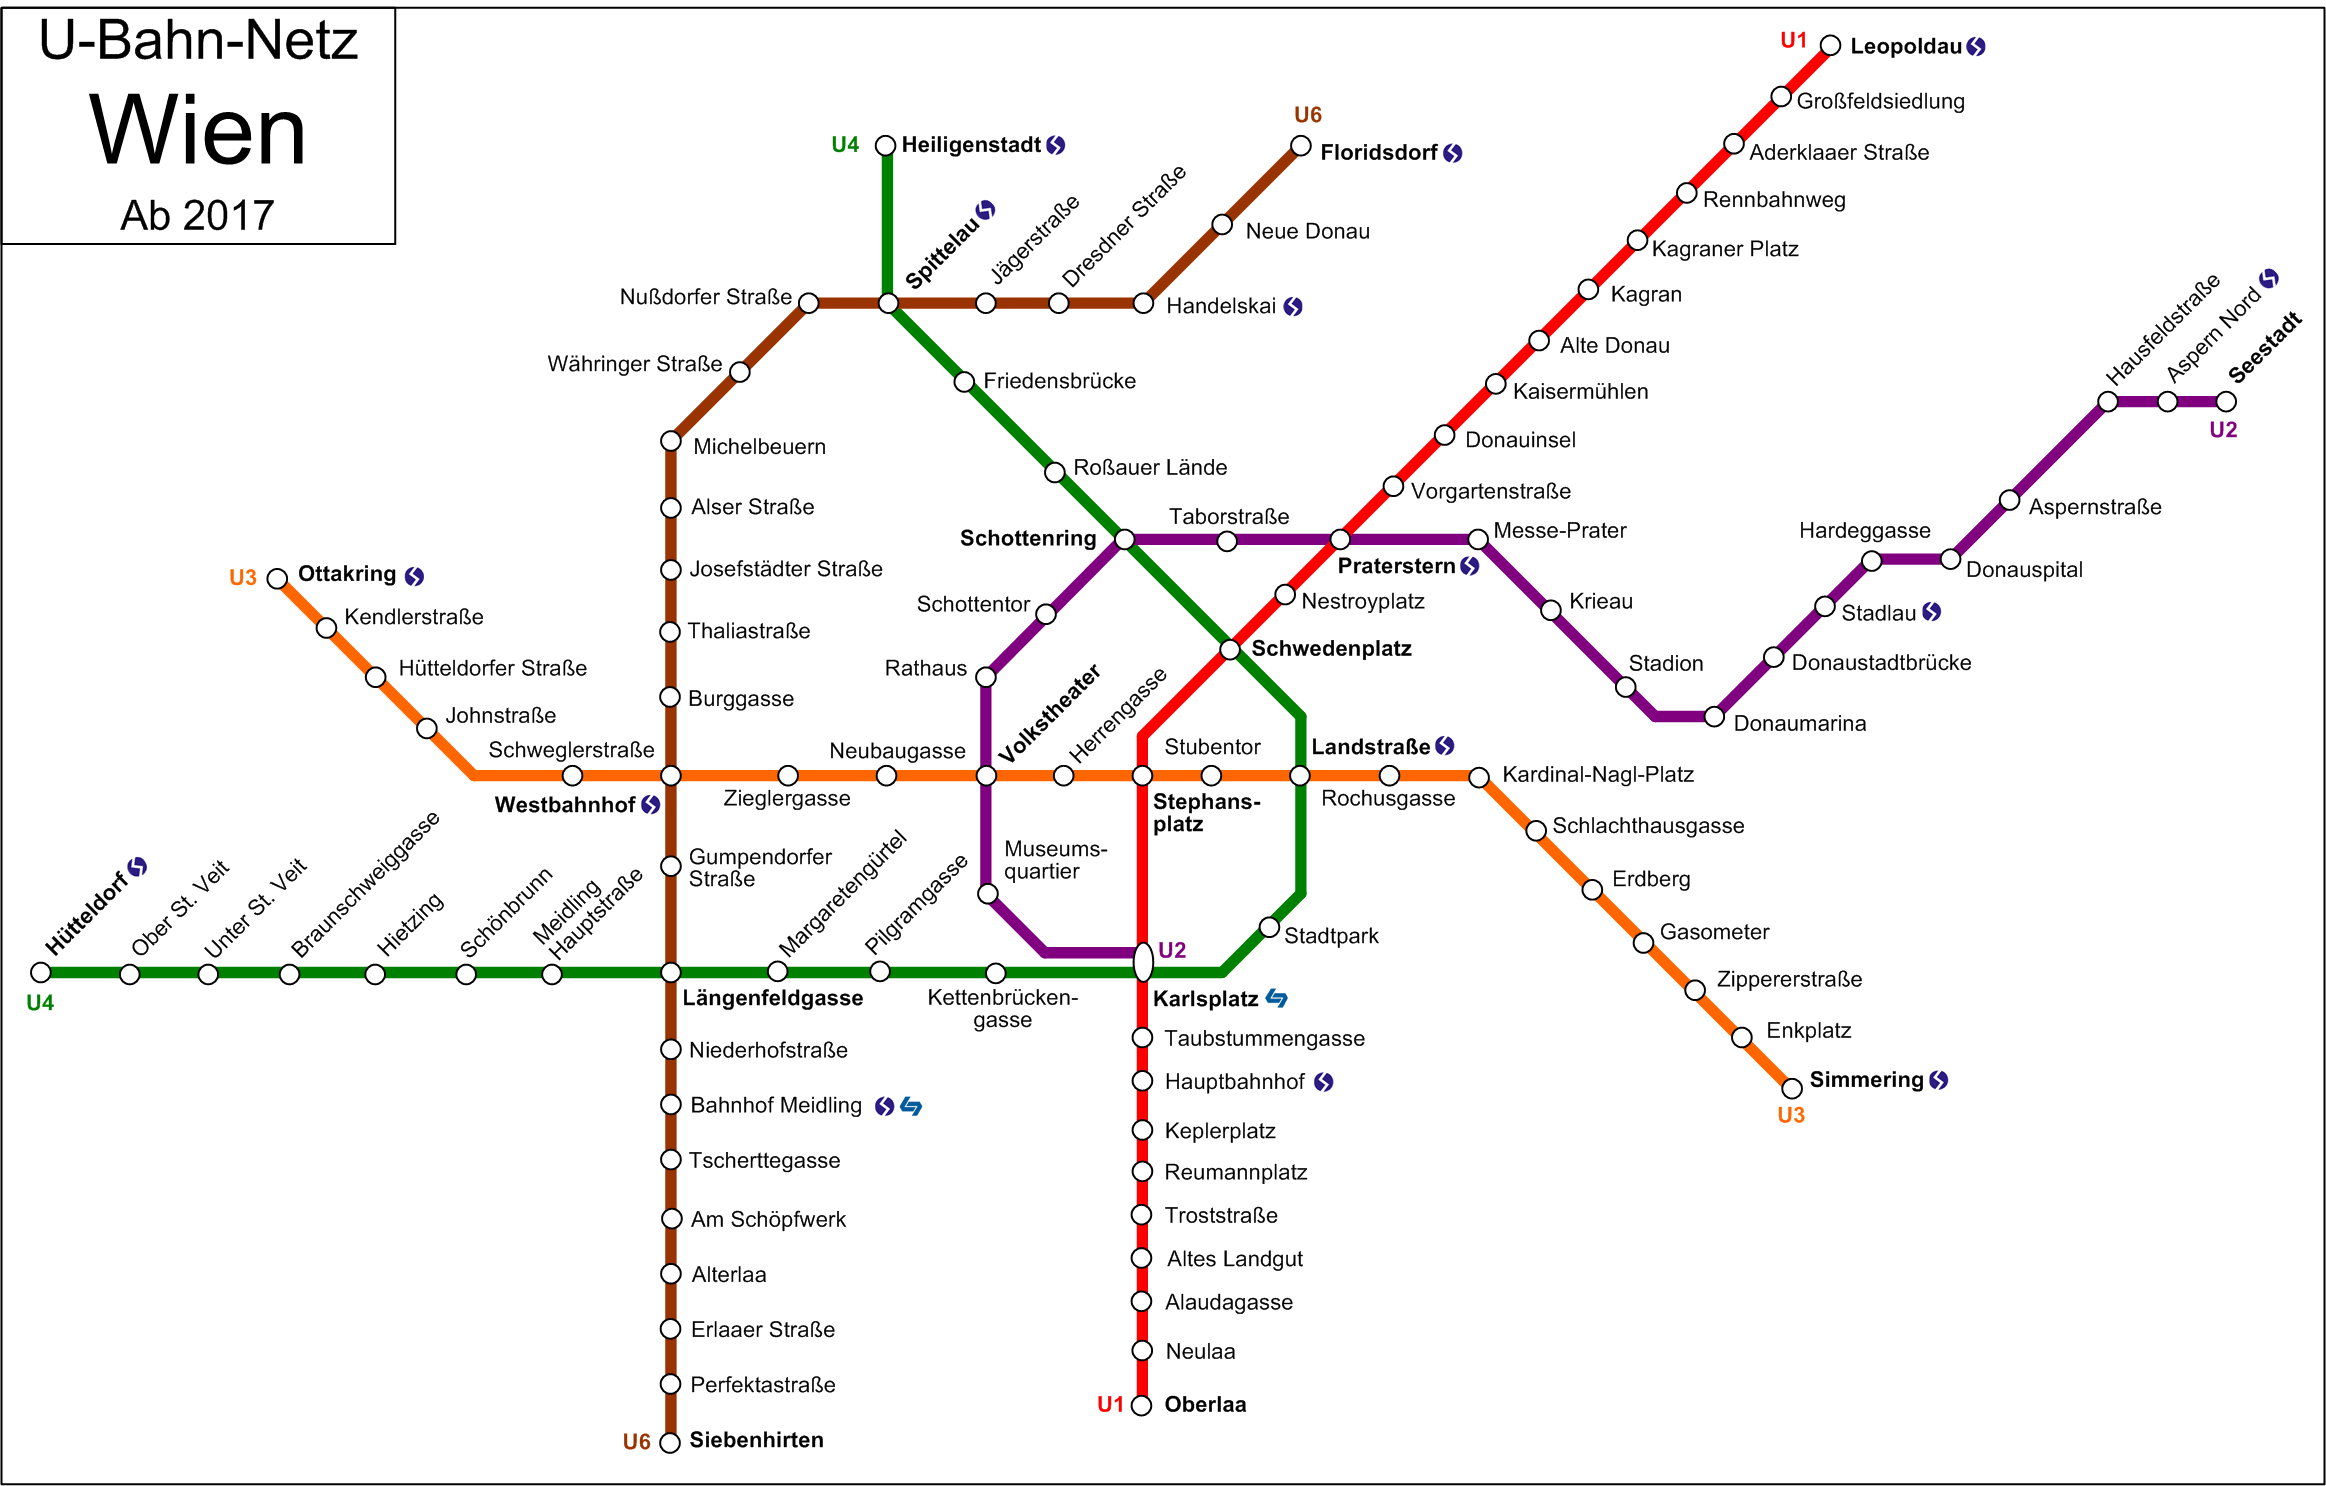 U-Bahn-Netz
Wien
Ab 2017
U1
Leopoldau
Großfeldsiedlung
Aderklaaer Straße
Rennbahnweg
Kagraner Platz
Kagran
Alte Donau
Kaisermühlen
Donauinsel
Vorgartenstraße
Praterstern
Nestroyplatz
Schwedenplatz
Stephans-
platz
Karlsplatz
Taubstummengasse
Hauptbahnhof
Keplerplatz
Reumannplatz
Troststraße
Altes Landgut
Alaudagasse
Neulaa
U1
Oberlaa
U4
Heiligenstadt
Spittelau
Friedensbrücke
Roßauer Lände
Schottenring
Landstraße
Stadtpark
Kettenbrücken-
gasse
Pilgramgasse
Margaretengürtel
Längenfeldgasse
Meidling
Hauptstraße
Schönbrunn
Hietzing
Braunschweiggasse
Unter St. Veit
Ober St. Veit
Hütteldorf
U4
U6
Floridsdorf
Neue Donau
Handelskai
Dresdner Straße
Jägerstraße
Nußdorfer Straße
Währinger Straße
Michelbeuern
Alser Straße
Josefstädter Straße
Thaliastraße
Burggasse
Westbahnhof
Gumpendorfer
Straße
Niederhofstraße
Bahnhof Meidling
Tscherttegasse
Am Schöpfwerk
Alterlaa
Erlaaer Straße
Perfektastraße
U6
Siebenhirten
U3
Ottakring
Kendlerstraße
Hütteldorfer Straße
Johnstraße
Schweglerstraße
Zieglergasse
Neubaugasse
Volkstheater
Herrengasse
Stubentor
Rochusgasse
Kardinal-Nagl-Platz
Schlachthausgasse
Erdberg
Gasometer
Zippererstraße
Enkplatz
Simmering
U3
U2
Museums-
quartier
Rathaus
Schottentor
Taborstraße
Messe-Prater
Krieau
Stadion
Donaumarina
Donaustadtbrücke
Stadlau
Hardeggasse
Donauspital
Aspernstraße
Hausfeldstraße
Aspern Nord
Seestadt
U2